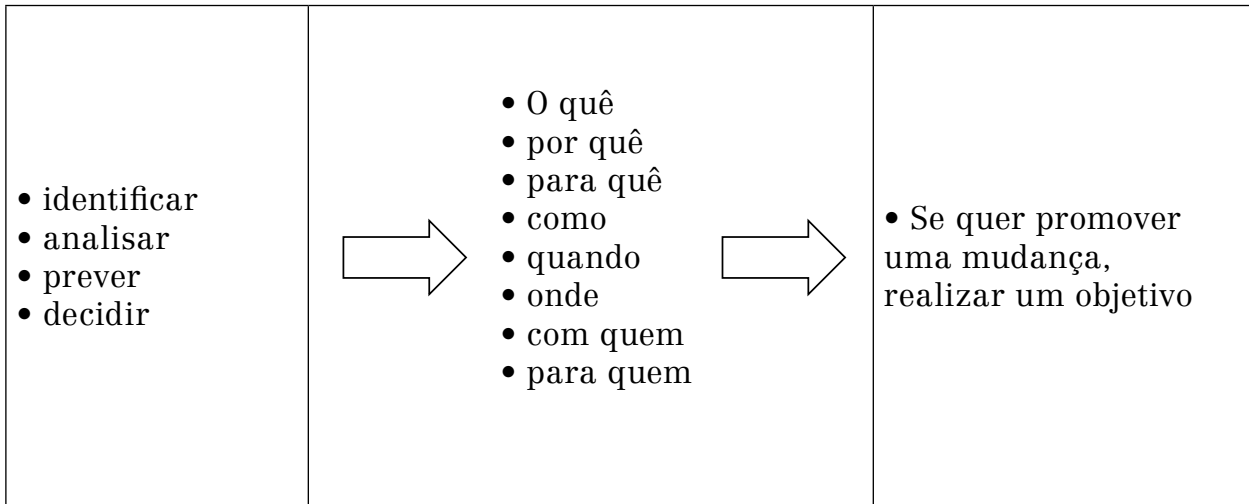 • identificar
• analisar
• prever
• decidir
• O quê
• por quê
• para quê
• como
• quando
• onde
• com quem
• para quem
• Se quer promover
uma mudança,
realizar um objetivo